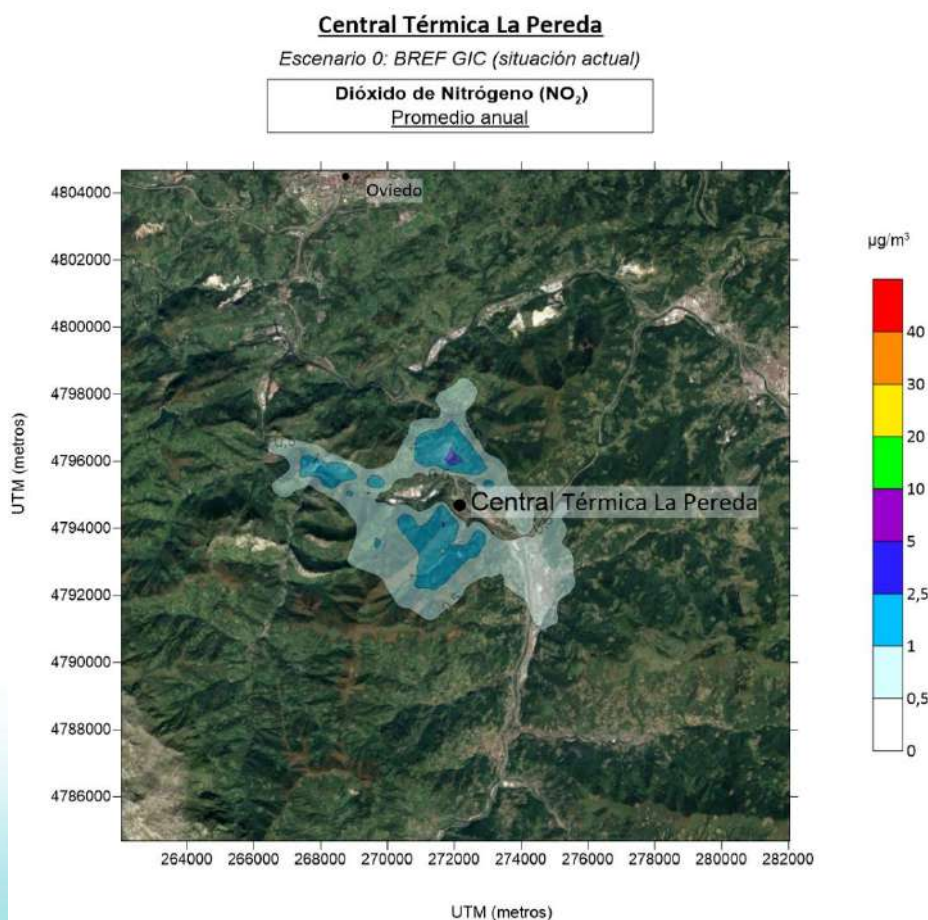 Central Térmica La Pereda
Escenario 0: BREF GIC (situación actual)
Dióxido de Nitrógeno (NO₂)
Promedio anual
4804000
4802000
4800000
4798000
4796000
4794000
4792000
4790000
4788000
4786000
UTM (metros)
Oviedo
Central Térmica La Pereda
264000 266000 268000 270000 272000 274000 276000 278000 280000 282000
UTM (metros)
µg/m³
40
30
20
10
5
2,5
1
0,5
0